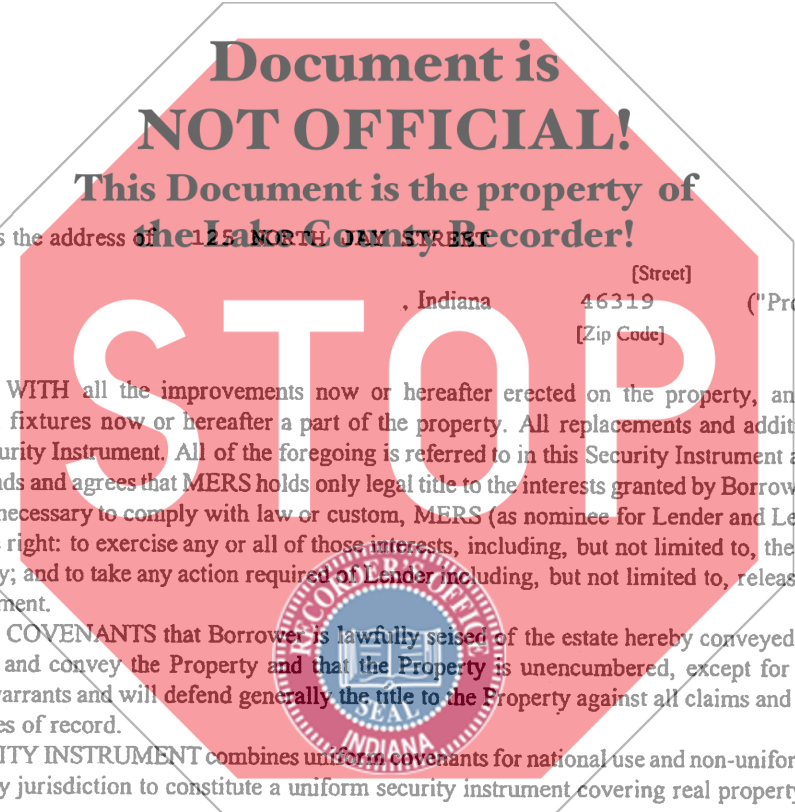 Document is
NOT OFFICIAL!
This Document is the property of
the Lake County Recorder!
s the address of 125 NORTH JAY STREET
[Street]
, Indiana 46319 ("Pro
[Zip Code]
STOP
WITH all the improvements now or hereafter erected on the property, an
fixtures now or hereafter a part of the property. All replacements and addit
urity Instrument. All of the foregoing is referred to in this Security Instrument a
ds and agrees that MERS holds only legal title to the interests granted by Borrow
necessary to comply with law or custom, MERS (as nominee for Lender and Le
right: to exercise any or all of those interests, including, but not limited to, the
y; and to take any action required of Lender including, but not limited to, releas
ment.
COVENANTS that Borrower is lawfully seised of the estate hereby conveyed
and convey the Property and that the Property is unencumbered, except for
warrants and will defend generally the title to the Property against all claims and
es of record.
ITY INSTRUMENT combines uniform covenants for national use and non-unifor
y jurisdiction to constitute a uniform security instrument covering real property
RECORDER'S OFFICE
SEAL
INDIANA